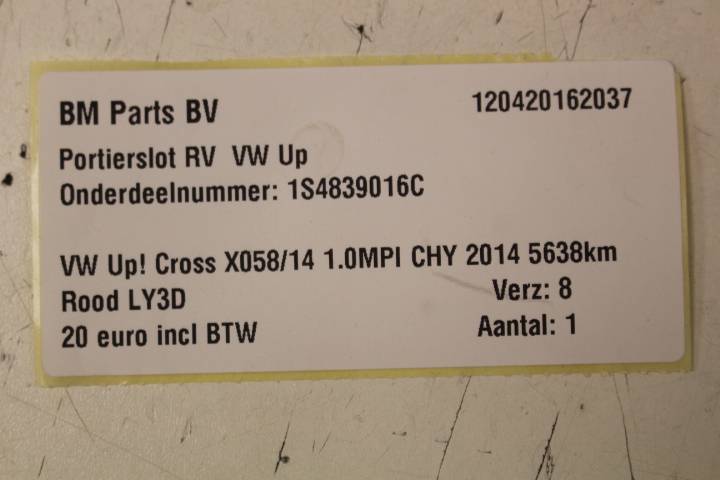 BM Parts BV 120420162037
Portierslot RV VW Up
Onderdeelnummer: 1S4839016C
VW Up! Cross X058/14 1.0MPI CHY 2014 5638km
Rood LY3D Verz: 8
20 euro incl BTW Aantal: 1